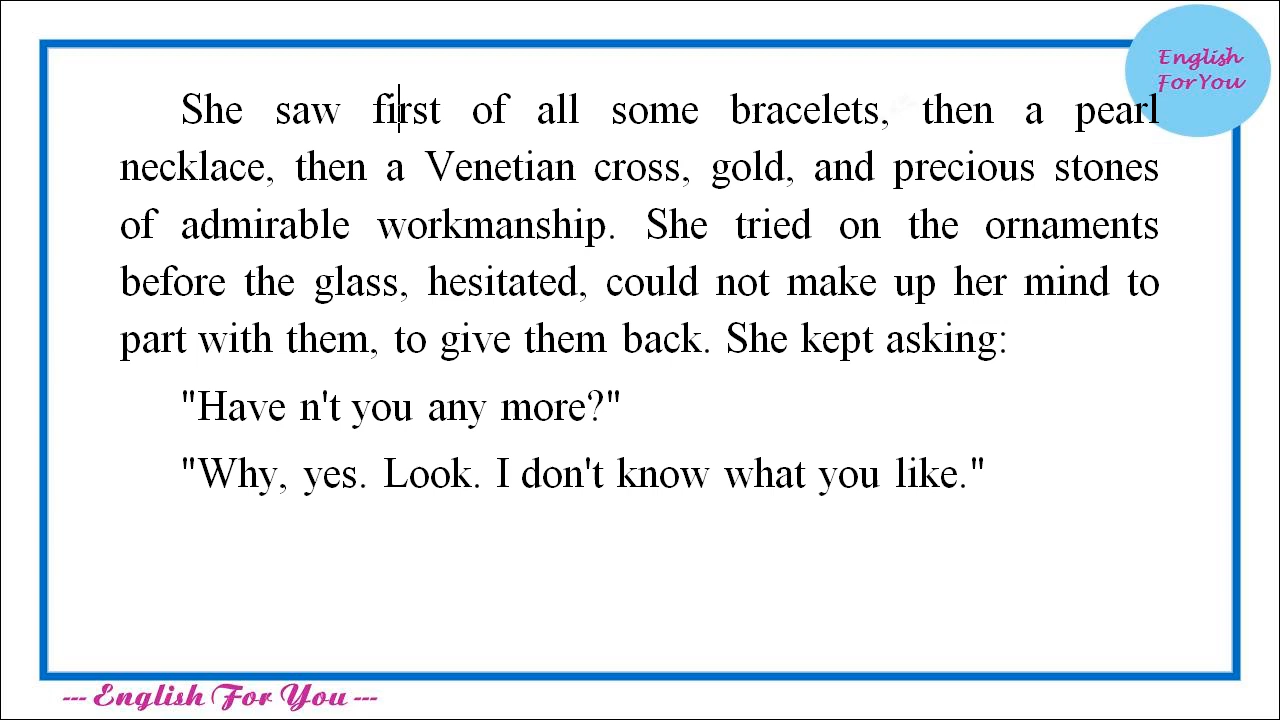 English
ForYou
She saw first of all some bracelets, then a pearl
necklace, then a Venetian cross, gold, and precious stones
of admirable workmanship. She tried on the ornaments
before the glass, hesitated, could not make up her mind to
part with them, to give them back. She kept asking:
"Have n't you any more?"
"Why, yes. Look. I don't know what you like."
--- English For You ---